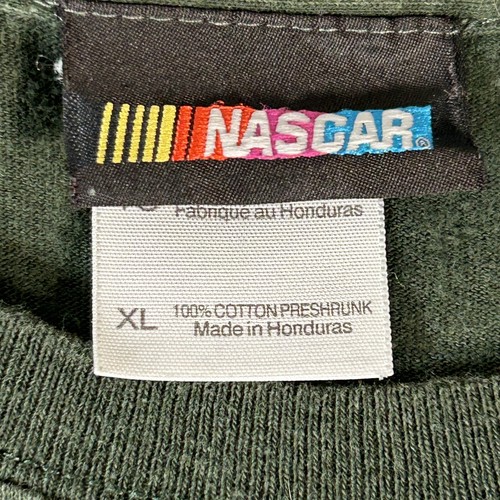 NASCAR®
Fabriqué au Honduras
XL 100% COTTON PRESHRUNK
Made in Honduras